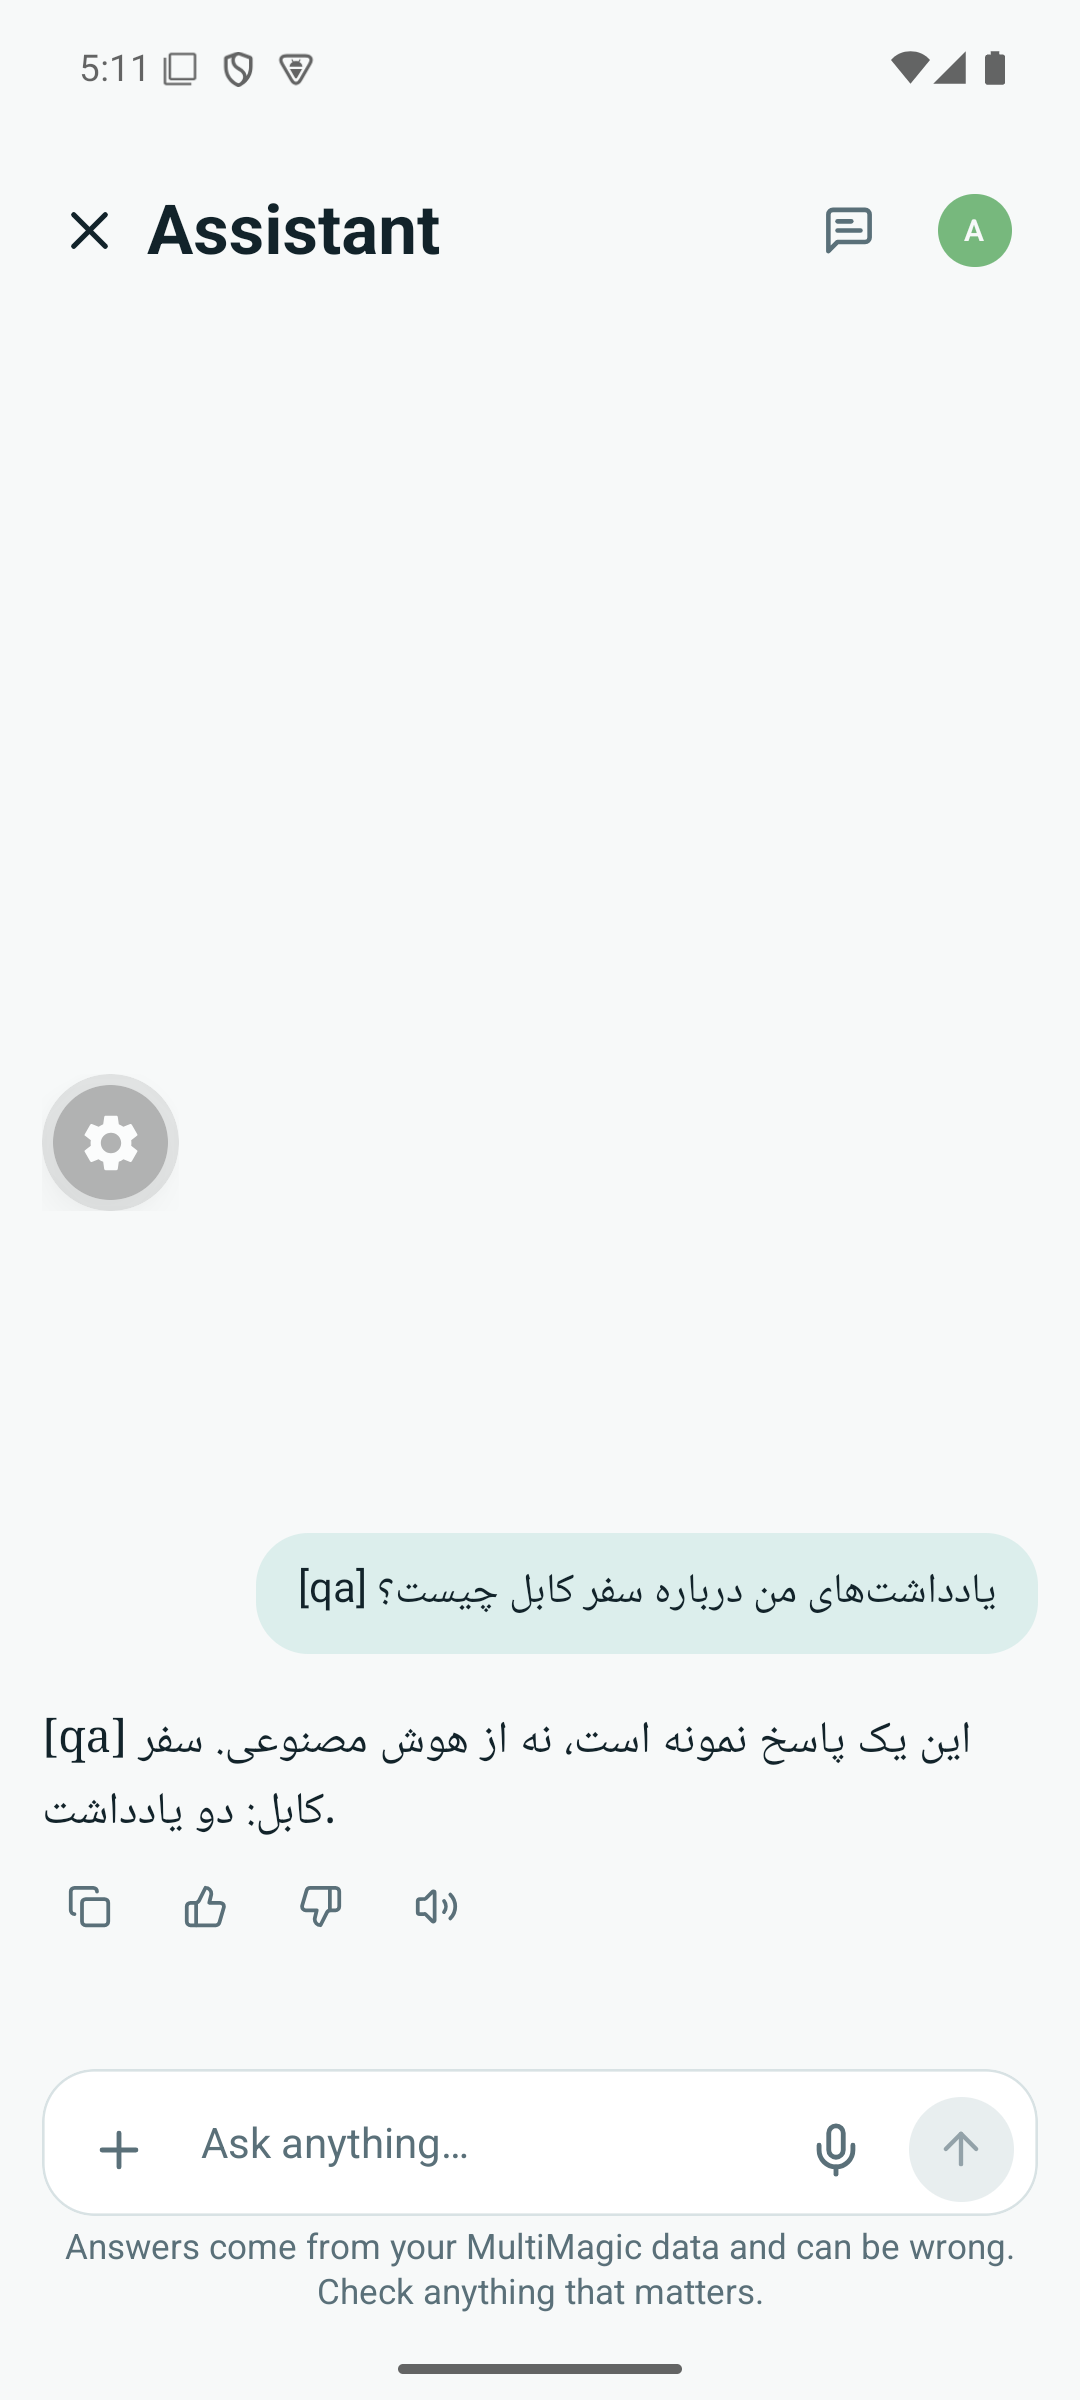 5:11
Assistant
A
یادداشت‌های من درباره سفر کابل چیست؟ [qa]
[qa] این یک پاسخ نمونه است، نه از هوش مصنوعی. سفر
کابل: دو یادداشت.
Ask anything...
Answers come from your MultiMagic data and can be wrong.
Check anything that matters.